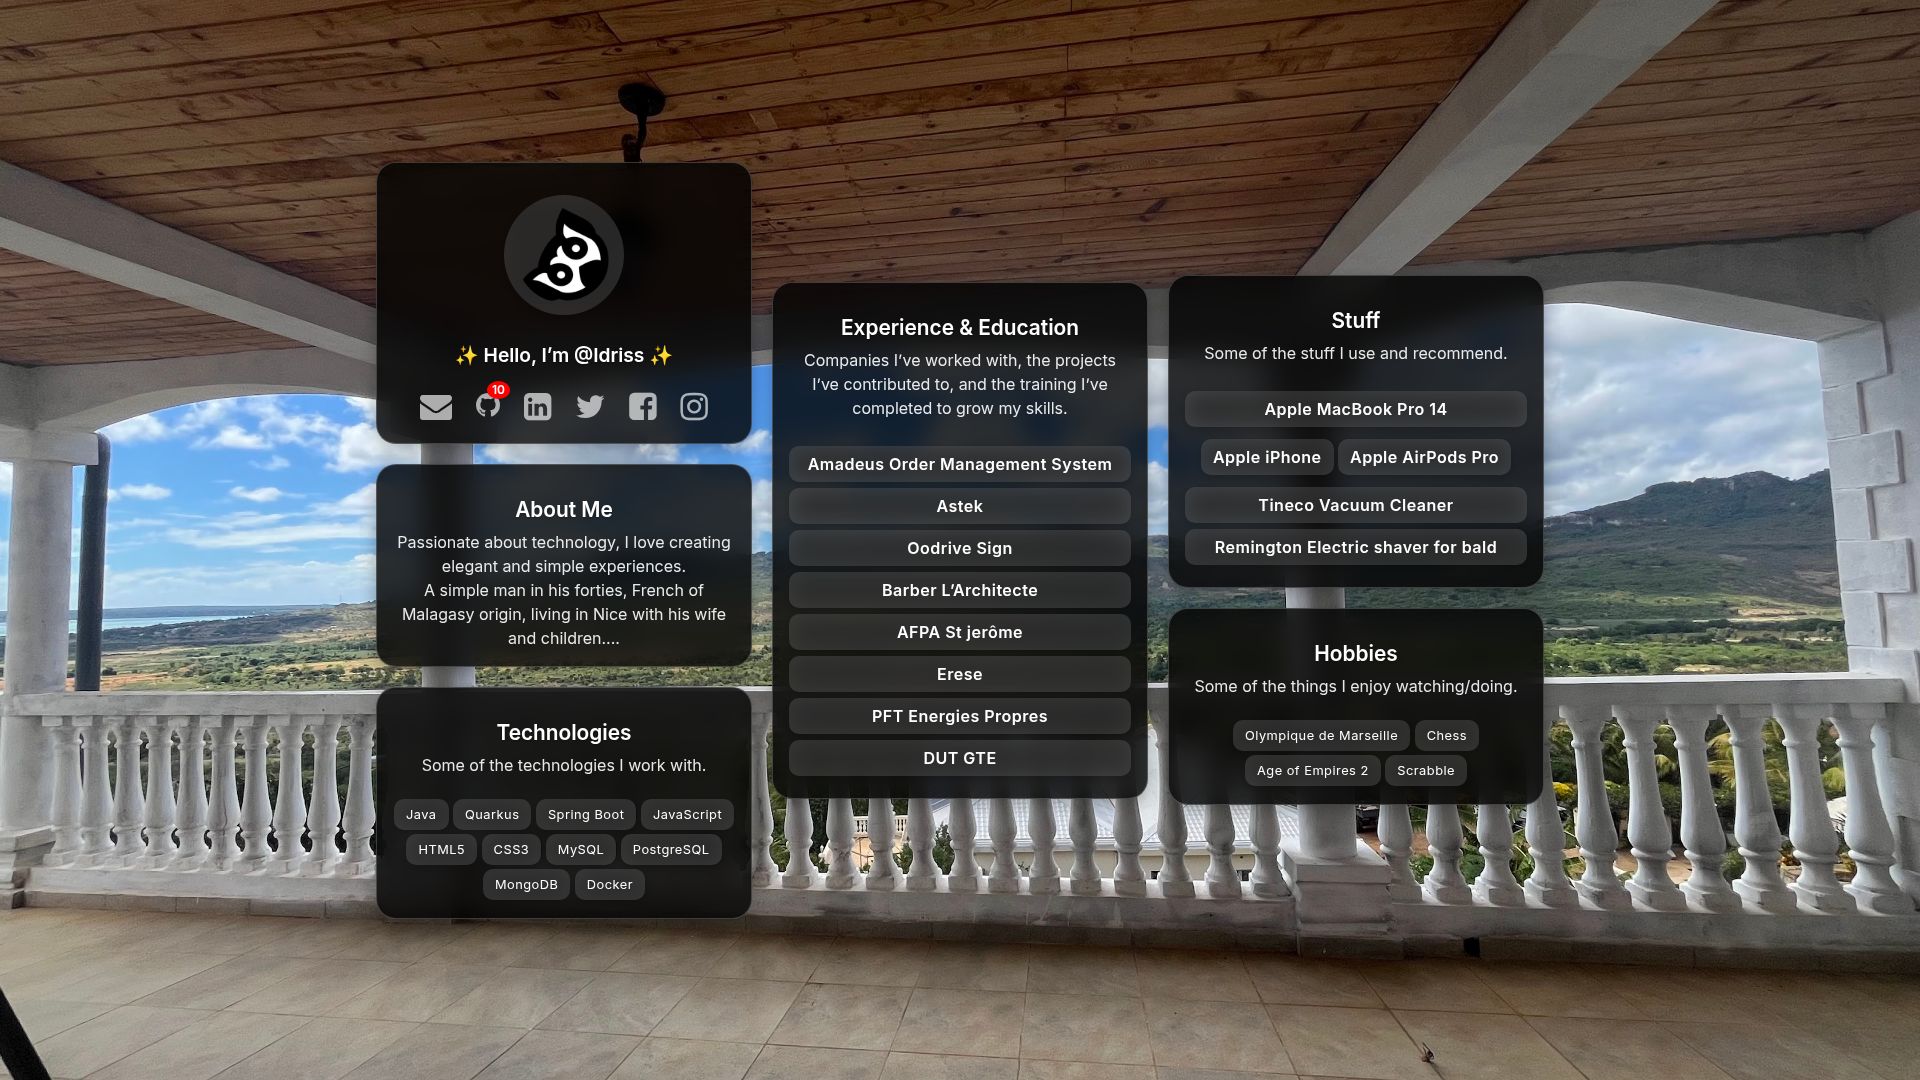 ✨ Hello, I’m @Idriss ✨
10
About Me
Passionate about technology, I love creating
elegant and simple experiences.
A simple man in his forties, French of
Malagasy origin, living in Nice with his wife
and children....
Technologies
Some of the technologies I work with.
Java Quarkus Spring Boot JavaScript
HTML5 CSS3 MySQL PostgreSQL
MongoDB Docker
Experience & Education
Companies I’ve worked with, the projects
I’ve contributed to, and the training I’ve
completed to grow my skills.
Amadeus Order Management System
Astek
Oodrive Sign
Barber L’Architecte
AFPA St jerôme
Erese
PFT Energies Propres
DUT GTE
Stuff
Some of the stuff I use and recommend.
Apple MacBook Pro 14
Apple iPhone Apple AirPods Pro
Tineco Vacuum Cleaner
Remington Electric shaver for bald
Hobbies
Some of the things I enjoy watching/doing.
Olympique de Marseille Chess
Age of Empires 2 Scrabble